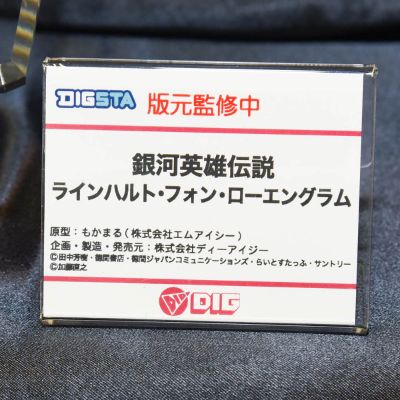 DIGSTA 版元監修中
銀河英雄伝説
ラインハルト・フォン・ローエングラム
原型：もかまる（株式会社エムアイシー）
企画・製造・発売元：株式会社ディーアイジー
©田中芳樹・徳間書店・徳間ジャパンコミュニケーションズ・らいとすたっふ・サントリー
©加藤直之
DIG